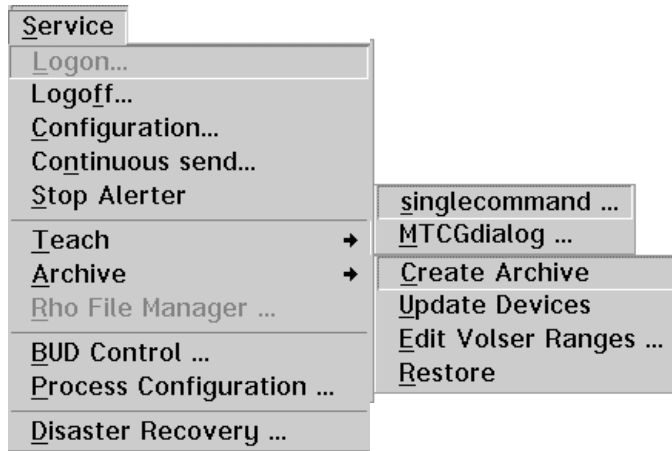 Service
Logon...
Logoff...
Configuration...
Continuous send...
Stop Alerter
Teach
Archive
Rho File Manager ...
BUD Control ...
Process Configuration ...
Disaster Recovery ...
singlecommand ...
MTCGdialog ...
Create Archive
Update Devices
Edit Volser Ranges ...
Restore